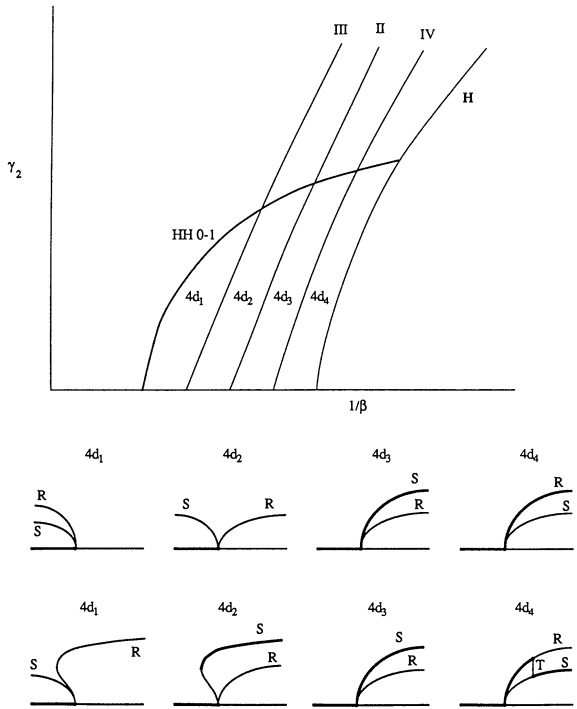 III II IV
H
γ₂
HH 0-1
4d₁ 4d₂ 4d₃ 4d₄
1/β
4d₁ 4d₂ 4d₃ 4d₄
R S S R S R R S
4d₁ 4d₂ 4d₃ 4d₄
S R S R S R R T S